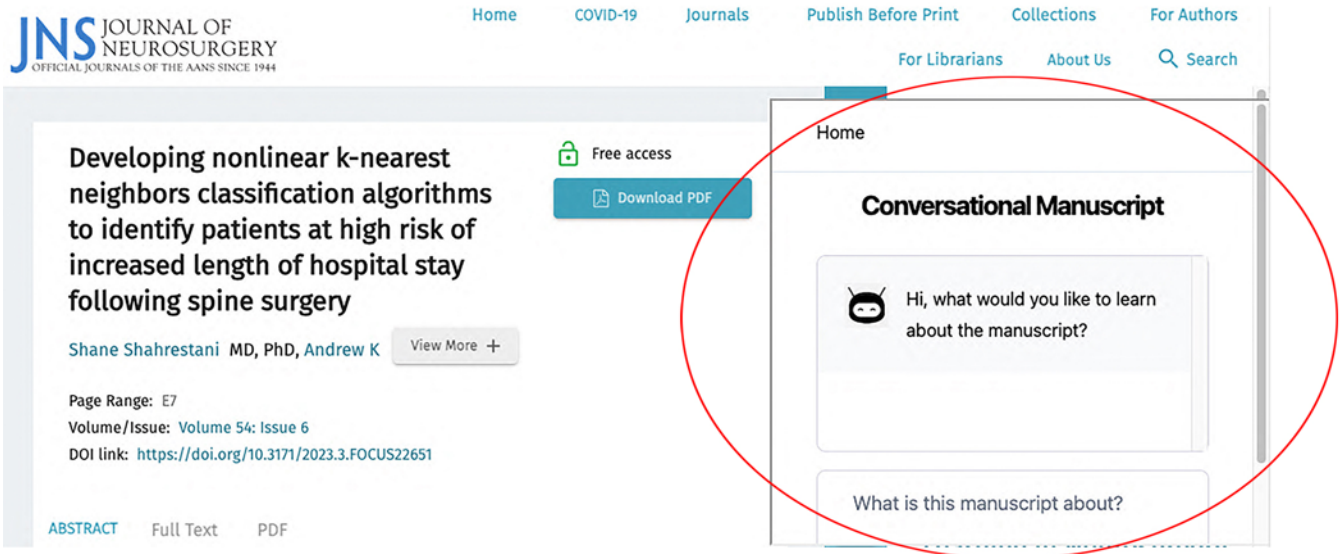 JNS JOURNAL OF
NEUROSURGERY
OFFICIAL JOURNALS OF THE AANS SINCE 1944
Home COVID-19 Journals Publish Before Print Collections For Authors
For Librarians About Us Search
Developing nonlinear k-nearest
neighbors classification algorithms
to identify patients at high risk of
increased length of hospital stay
following spine surgery
Free access
Download PDF
Shane Shahrestani MD, PhD, Andrew K View More +
Page Range: E7
Volume/Issue: Volume 54: Issue 6
DOI link: https://doi.org/10.3171/2023.3.FOCUS22651
ABSTRACT Full Text PDF
Home
Conversational Manuscript
Hi, what would you like to learn
about the manuscript?
What is this manuscript about?